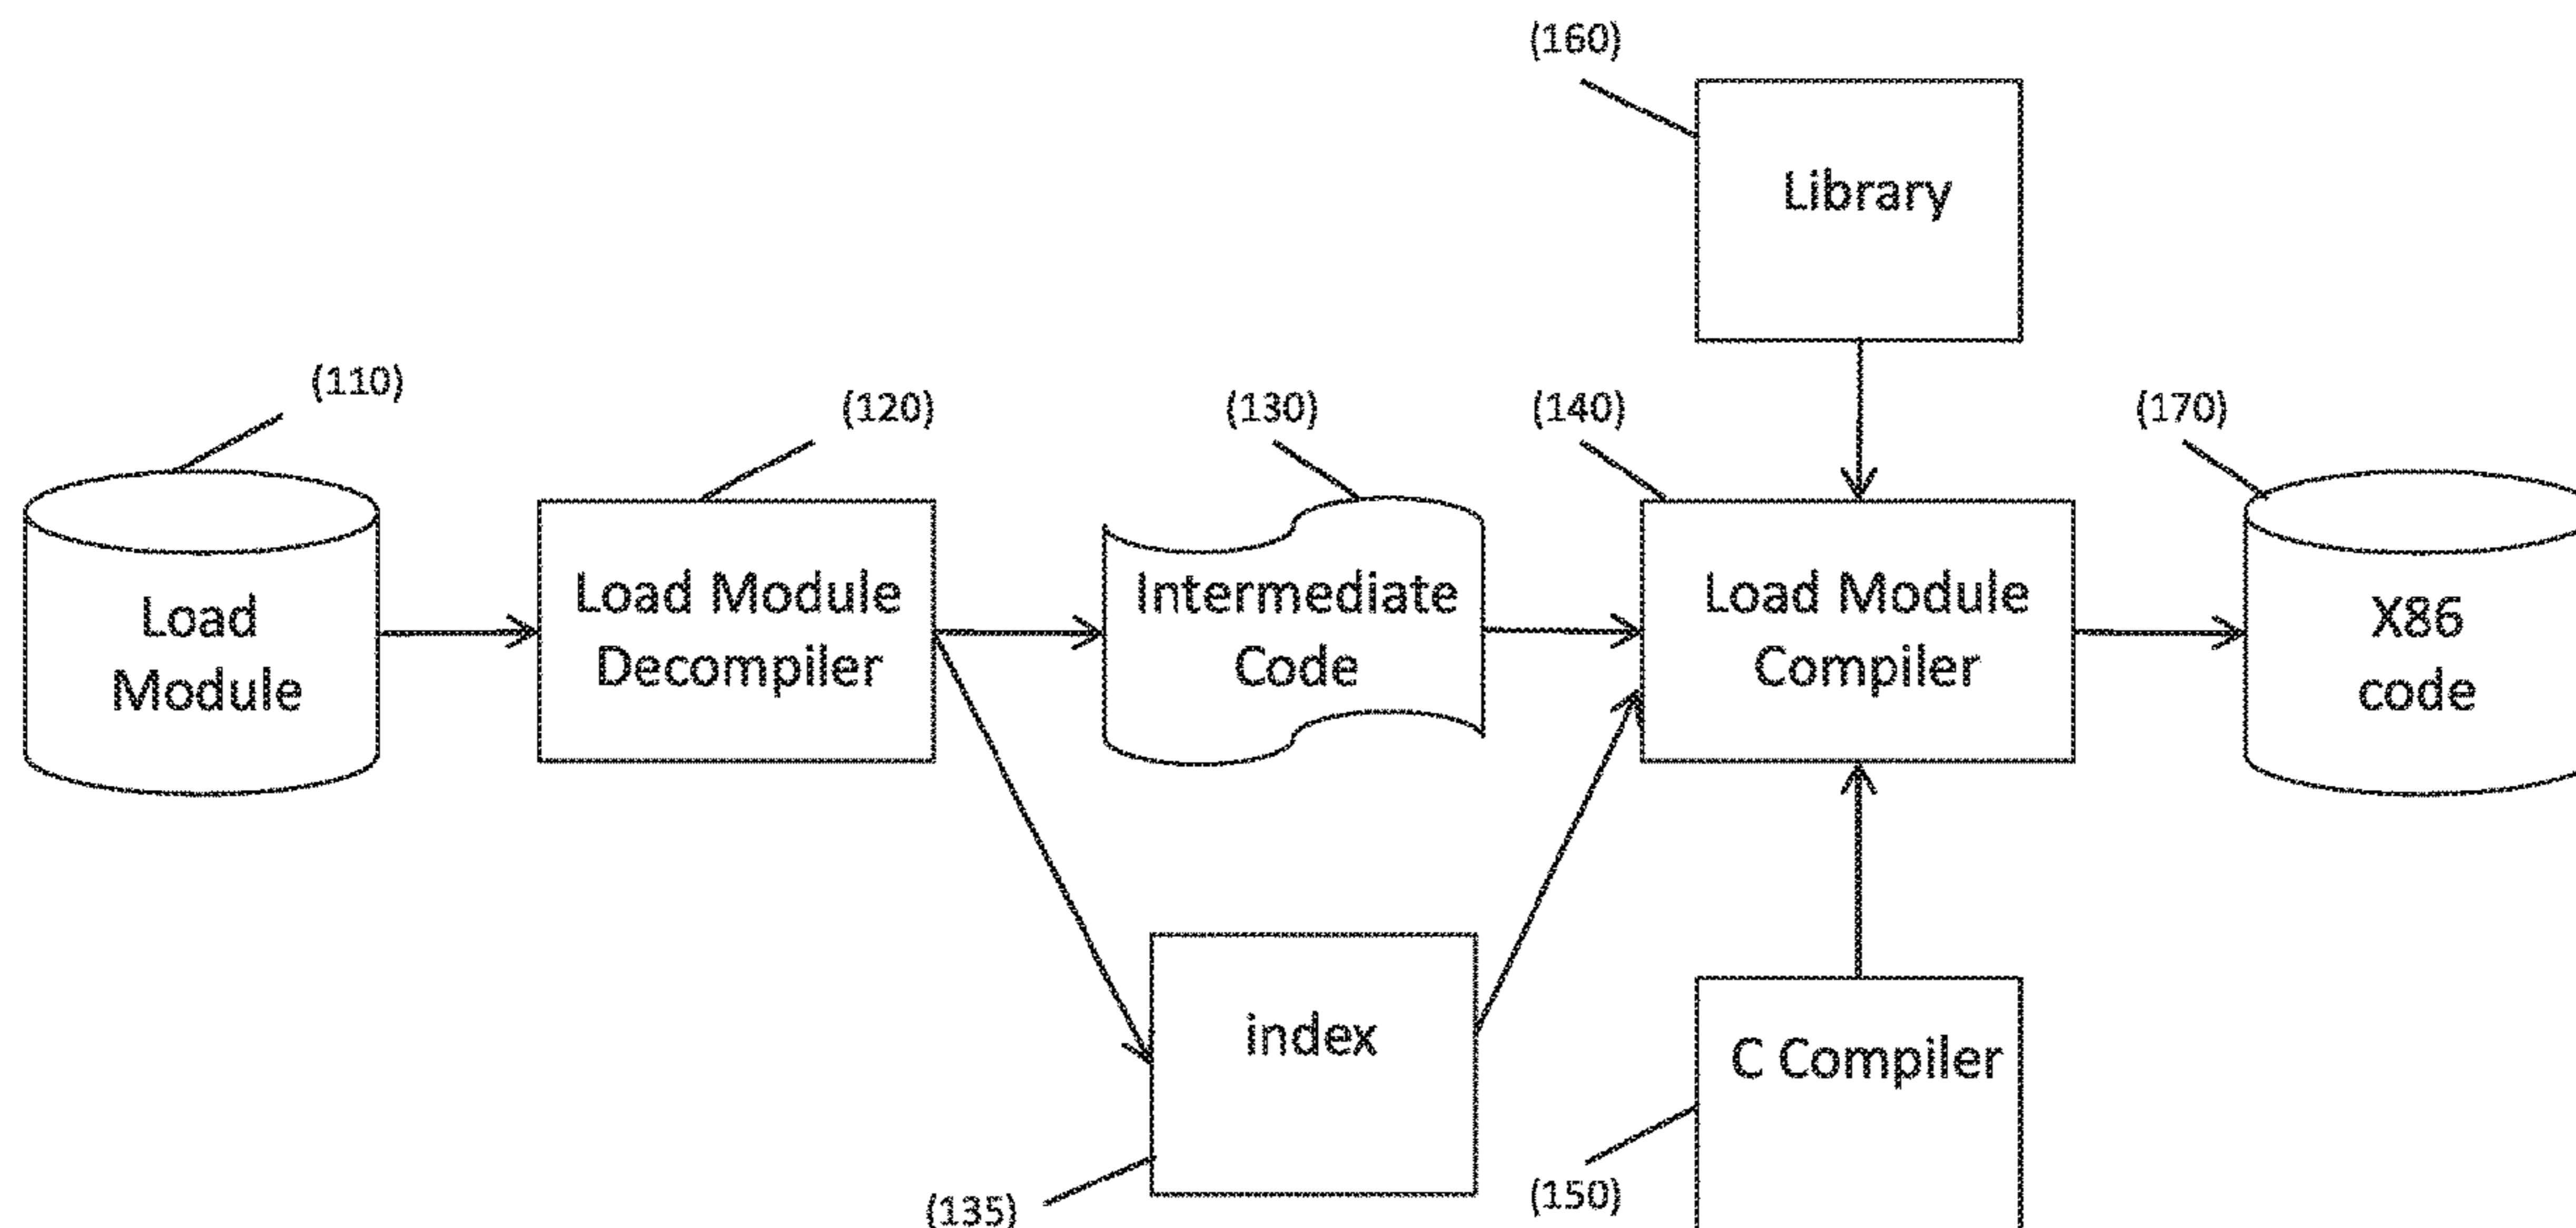 (160)
Library
(110)
(120)
(130)
(140)
(170)
Load
Module
Load Module
Decompiler
Intermediate
Code
Load Module
Compiler
X86
code
index
C Compiler
(135)
(150)